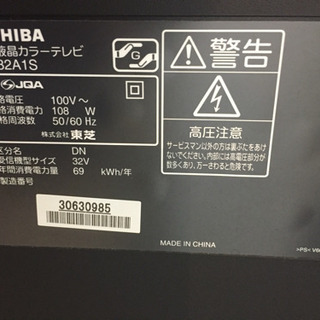 HIBA
液晶カラーテレビ
32A1S
G
JQA
格電圧 100V～
格消費電力 108 W
格周波数 50/60 Hz
株式会社 東芝
区分名 DN
受信機型サイズ 32V
年間消費電力量 69 kWh/年
製造番号
30630985
警告
高圧注意
サービスマン以外の方は裏ぶたをあけ
ないでください。内部には高電圧部分が
数多くあり、万一さわると危険です。
MADE IN CHINA
>PS<